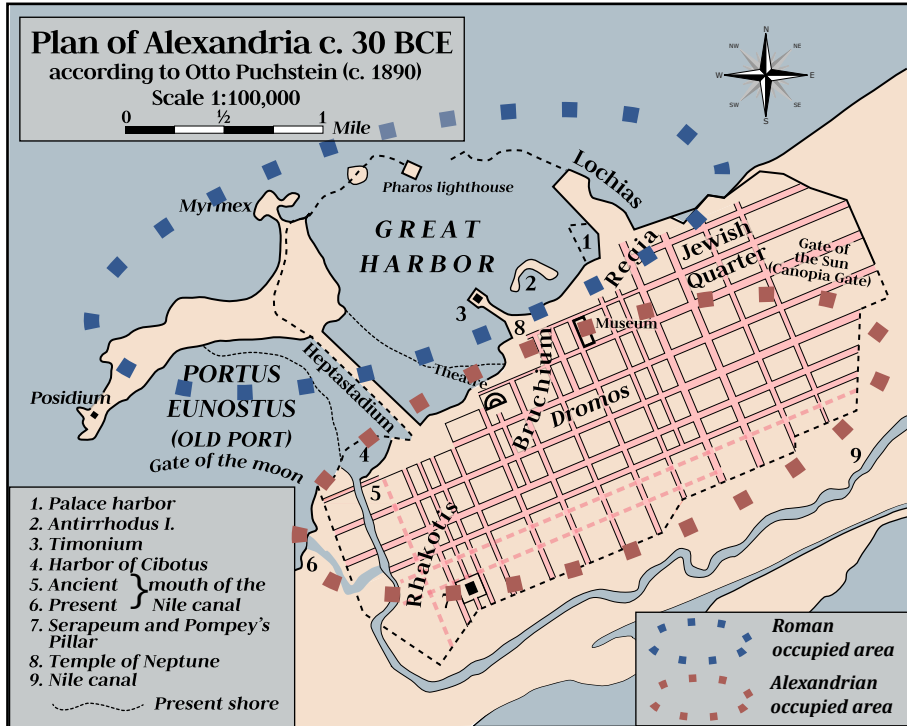 Plan of Alexandria c. 30 BCE
according to Otto Puchstein (c. 1890)
Scale 1:100,000
0 ½ 1
Mile
N
NW NE
W E
SW SE
S
Lochias
Pharos lighthouse
Myrmex
GREAT
HARBOR
1
2
3
8
Regia
Jewish
Quarter
Gate of
the Sun
(Canopia Gate)
Museum
Bruchium
Theatre
Dromos
Heptastadium
PORTUS
EUNOSTUS
(OLD PORT)
Posidium
Gate of the moon
4
5
6
9
Rhakotis
7
1. Palace harbor
2. Antirrhodus I.
3. Timonium
4. Harbor of Cibotus
5. Ancient } mouth of the
6. Present Nile canal
7. Serapeum and Pompey's
Pillar
8. Temple of Neptune
9. Nile canal
Present shore
Roman
occupied area
Alexandrian
occupied area